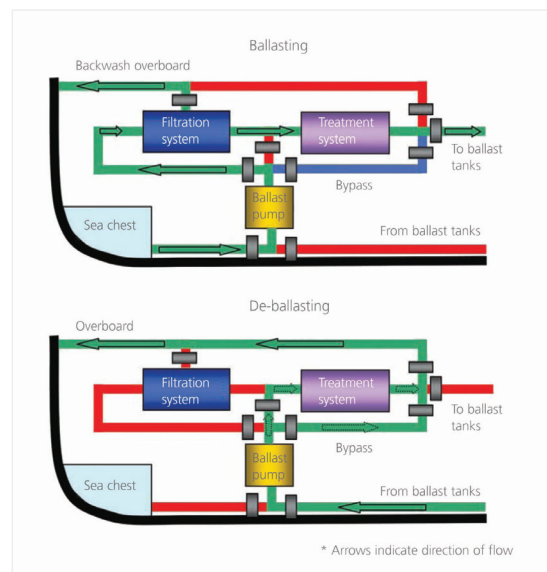 Ballasting
Backwash overboard
Filtration
system
Treatment
system
To ballast
tanks
Bypass
Ballast
pump
Sea chest
From ballast tanks
De-ballasting
Overboard
Filtration
system
Treatment
system
To ballast
tanks
Bypass
Ballast
pump
Sea chest
From ballast tanks
* Arrows indicate direction of flow